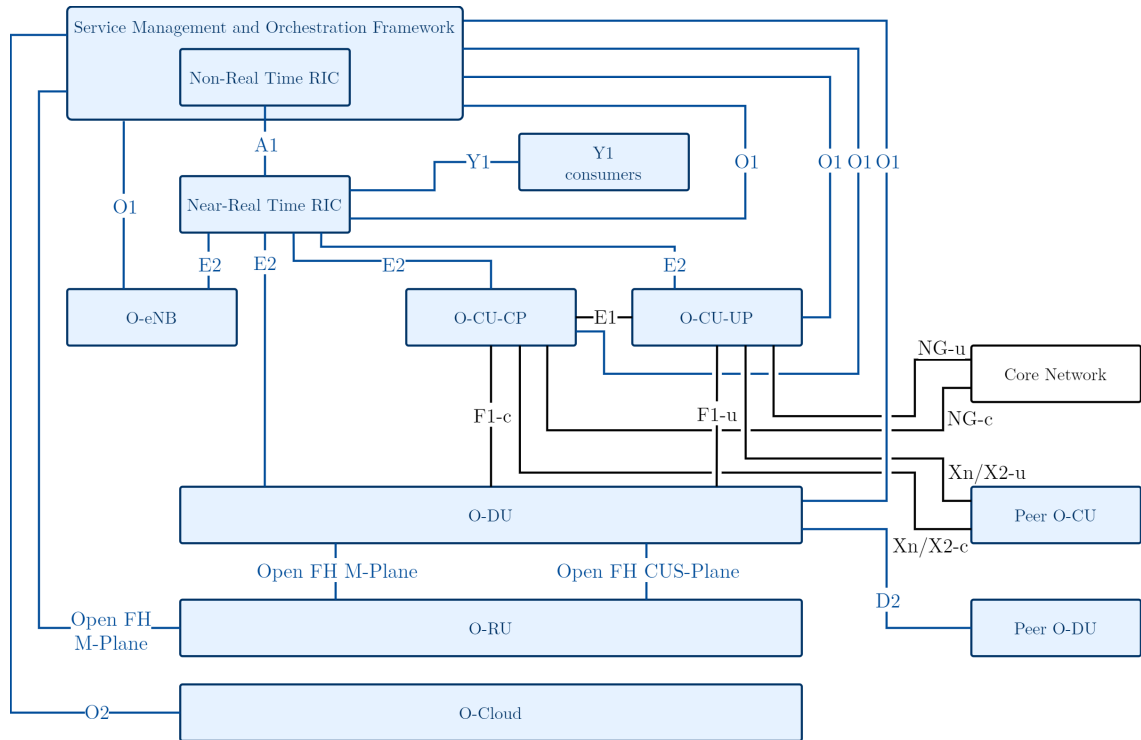 Service Management and Orchestration Framework
Non-Real Time RIC
A1
Y1
Y1
consumers
O1
O1
O1
O1
O1
Near-Real Time RIC
E2
E2
E2
E2
O-eNB
O-CU-CP
E1
O-CU-UP
NG-u
Core Network
F1-c
F1-u
NG-c
Xn/X2-u
O-DU
Peer O-CU
Xn/X2-c
Open FH M-Plane
Open FH CUS-Plane
D2
Open FH
M-Plane
O-RU
Peer O-DU
O2
O-Cloud